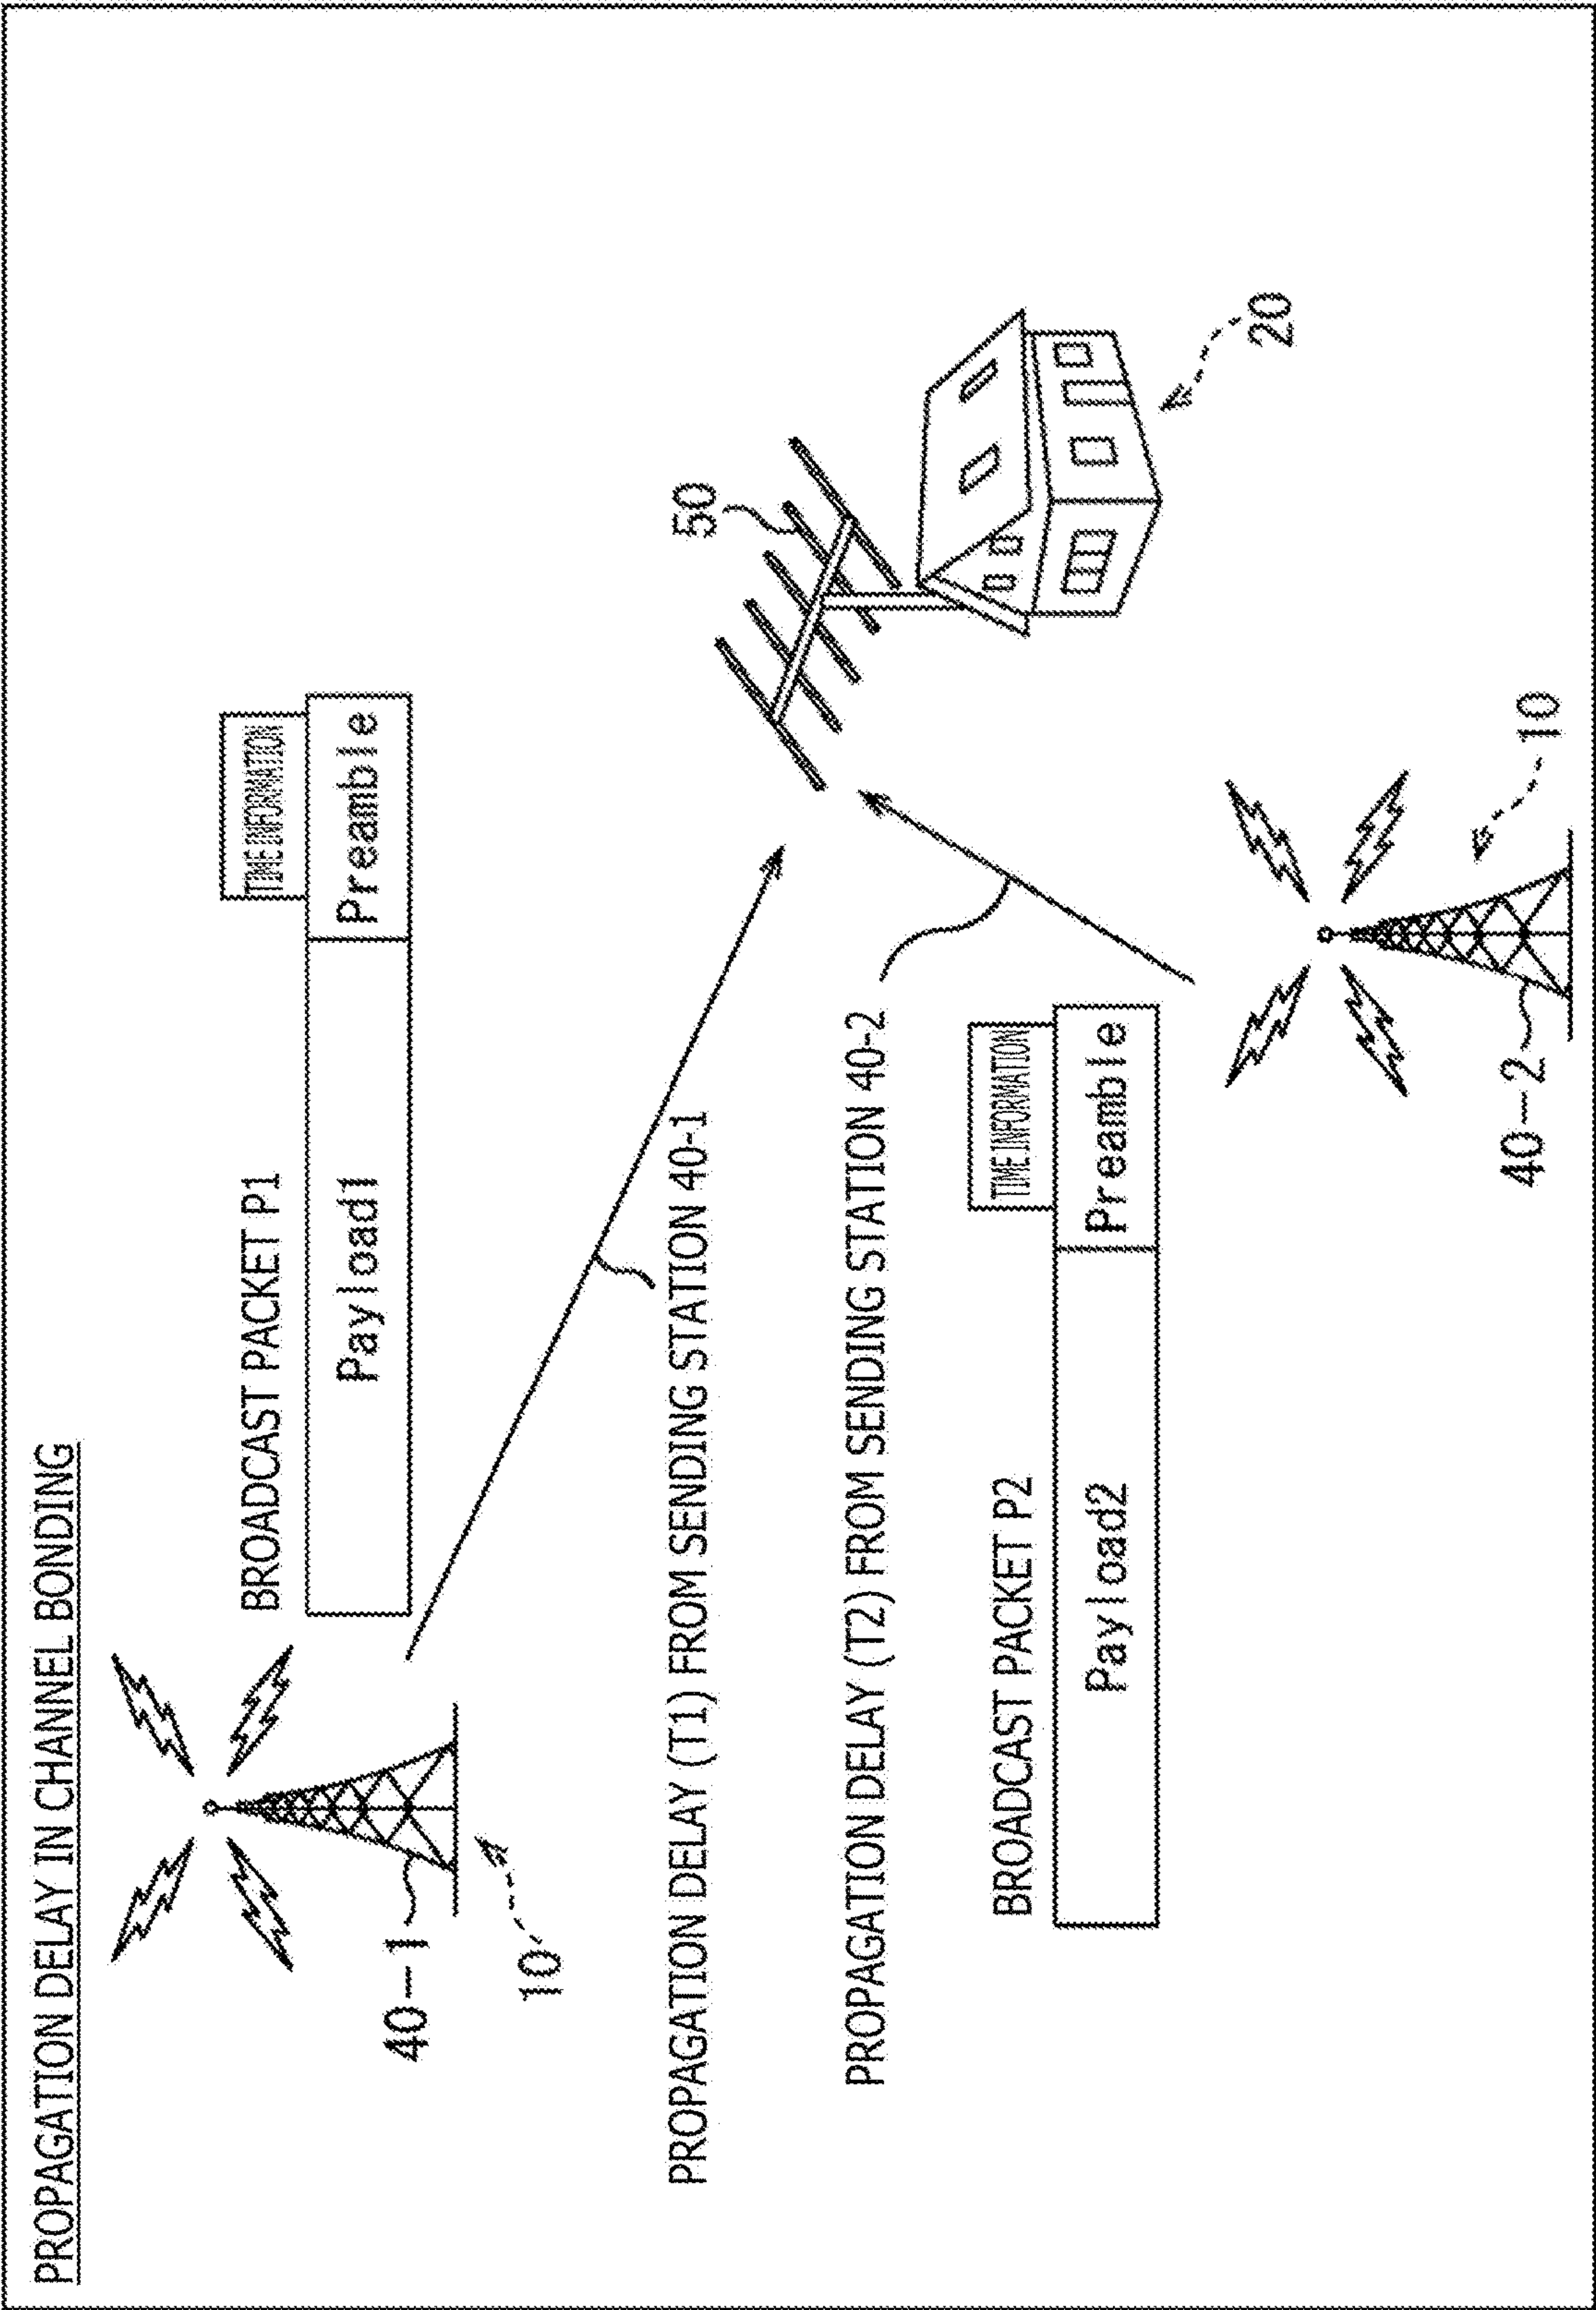 PROPAGATION DELAY IN CHANNEL BONDING
BROADCAST PACKET P1
TIME INFORMATION
Payload1
Preamble
40-1
10
50
PROPAGATION DELAY (T1) FROM SENDING STATION 40-1
PROPAGATION DELAY (T2) FROM SENDING STATION 40-2
20
BROADCAST PACKET P2
TIME INFORMATION
Payload2
Preamble
40-2
10